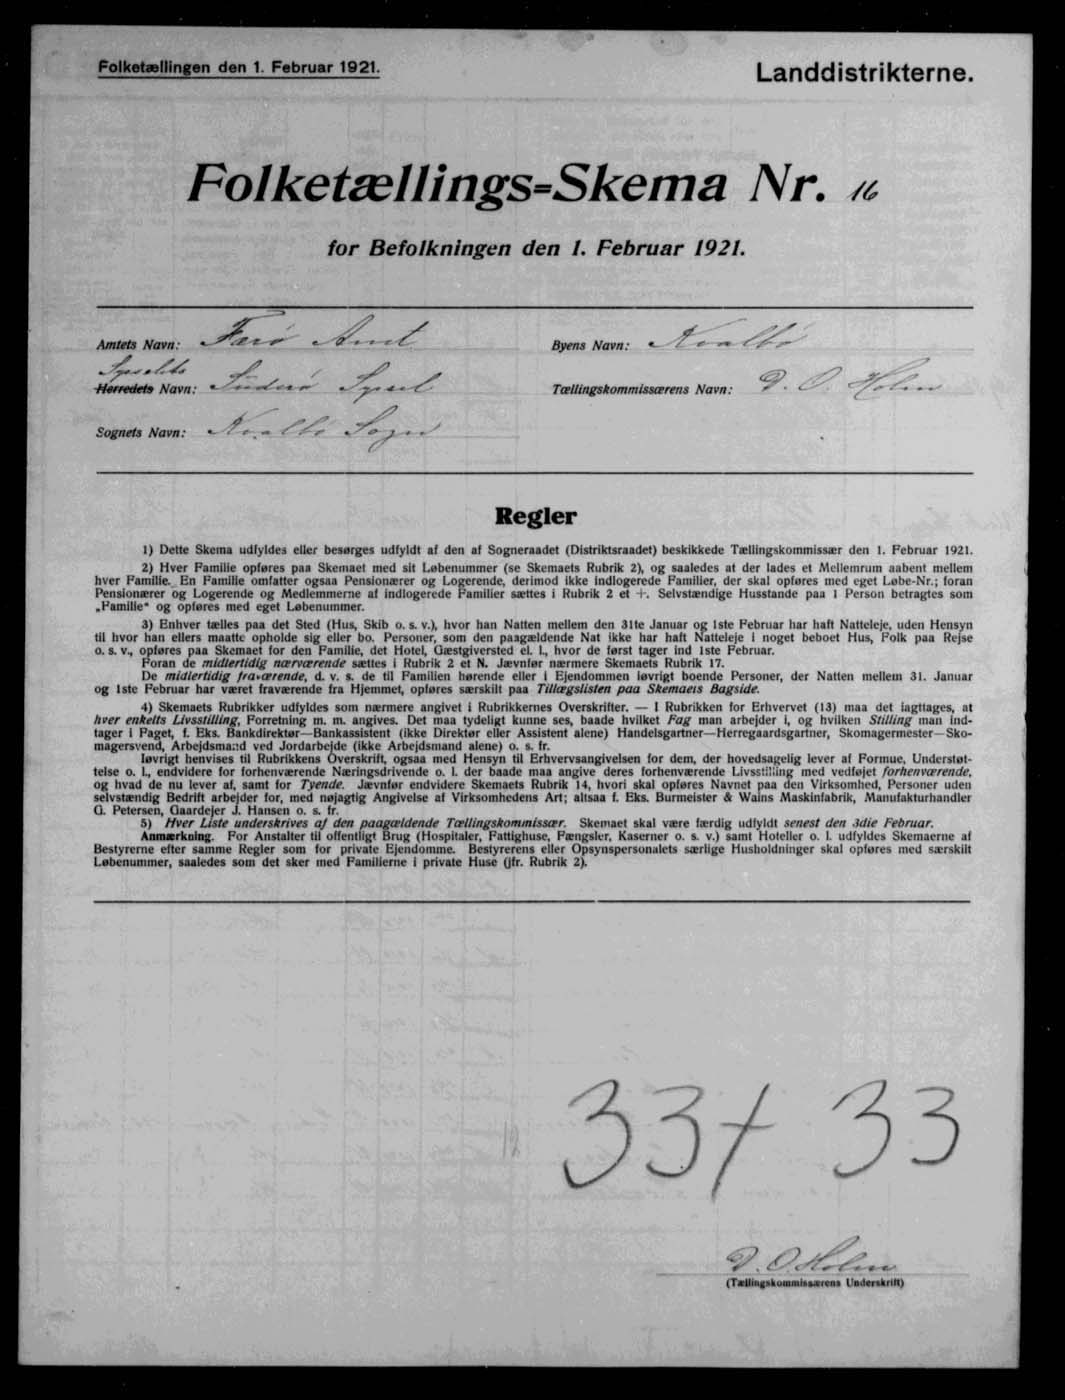 Folketællingen den 1. Februar 1921.
Landdistrikterne.
Folketællings-Skema Nr. 16
for Befolkningen den 1. Februar 1921.
Amtets Navn: Færø Amt
Byens Navn: Kvalbø
Sysselets
Herredets Navn: Suderø Syssel
Tællingskommissærens Navn: D. O. Holm
Sognets Navn: Kvalbø Sogn
Regler
1) Dette Skema udfyldes eller besørges udfyldt af den af Sogneraadet (Distriktsraadet) beskikkede Tællingskommissær den 1. Februar 1921.
2) Hver Familie opføres paa Skemaet med sit Løbenummer (se Skemaets Rubrik 2), og saaledes at der lades et Mellemrum aabent mellem
hver Familie. En Familie omfatter ogsaa Pensionærer og Logerende, derimod ikke indlogerede Familier, der skal opføres med eget Løbe-Nr.; foran
Pensionærer og Logerende og Medlemmerne af indlogerede Familier sættes i Rubrik 2 et +. Selvstændige Husstande paa 1 Person betragtes som
„Familie“ og opføres med eget Løbenummer.
3) Enhver tælles paa det Sted (Hus, Skib o. s. v.), hvor han Natten mellem den 31te Januar og 1ste Februar har haft Natteleje, uden Hensyn
til hvor han ellers maatte opholde sig eller bo. Personer, som den paagældende Nat ikke har haft Natteleje i noget beboet Hus, Folk paa Rejse
o. s. v., opføres paa Skemaet for den Familie, det Hotel, Gæstgiversted el. l., hvor de først tager ind 1ste Februar.
Foran de midlertidig nærværende sættes i Rubrik 2 et N. Jævnfør nærmere Skemaets Rubrik 17.
De midlertidig fraværende, d. v. s. de til Familien hørende eller i Ejendommen iøvrigt boende Personer, der Natten mellem 31. Januar
og 1ste Februar har været fraværende fra Hjemmet, opføres særskilt paa Tillægslisten paa Skemaets Bagside.
4) Skemaets Rubrikker udfyldes som nærmere angivet i Rubrikkernes Overskrifter. — I Rubrikken for Erhvervet (13) maa det iagttages, at
hver enkelts Livsstilling, Forretning m. m. angives. Det maa tydeligt kunne ses, baade hvilket Fag man arbejder i, og hvilken Stilling man ind-
tager i Faget, f. Eks. Bankdirektør—Bankassistent (ikke Direktør eller Assistent alene) Handelsgartner—Herregaardsgartner, Skomagermester—Sko-
magersvend, Arbejdsmand ved Jordarbejde (ikke Arbejdsmand alene) o. s. fr.
Iøvrigt henvises til Rubrikkens Overskrift, ogsaa med Hensyn til Erhvervsangivelsen for dem, der hovedsagelig lever af Formue, Understøt-
telse o. l., endvidere for forhenværende Næringsdrivende o. l. der baade maa angive deres forhenværende Livsstilling med vedføjet forhenværende,
og hvad de nu lever af, samt for Tyende. Jævnfør endvidere Skemaets Rubrik 14, hvori skal opføres Navnet paa den Virksomhed, Personer uden
selvstændig Bedrift arbejder for, med nøjagtig Angivelse af Virksomhedens Art; altsaa f. Eks. Burmeister & Wains Maskinfabrik, Manufakturhandler
G. Petersen, Gaardejer J. Hansen o. s. fr.
5) Hver Liste underskrives af den paagældende Tællingskommissær. Skemaet skal være færdig udfyldt senest den 3die Februar.
Anmærkning. For Anstalter til offentligt Brug (Hospitaler, Fattighuse, Fængsler, Kaserner o. s. v.) samt Hoteller o. l. udfyldes Skemaerne af
Bestyrerne efter samme Regler som for private Ejendomme. Bestyrerens eller Opsynspersonalets særlige Husholdninger skal opføres med særskilt
Løbenummer, saaledes som det sker med Familierne i private Huse (jfr. Rubrik 2).
33+ 33
D. O. Holm
(Tællingskommissærens Underskrift)